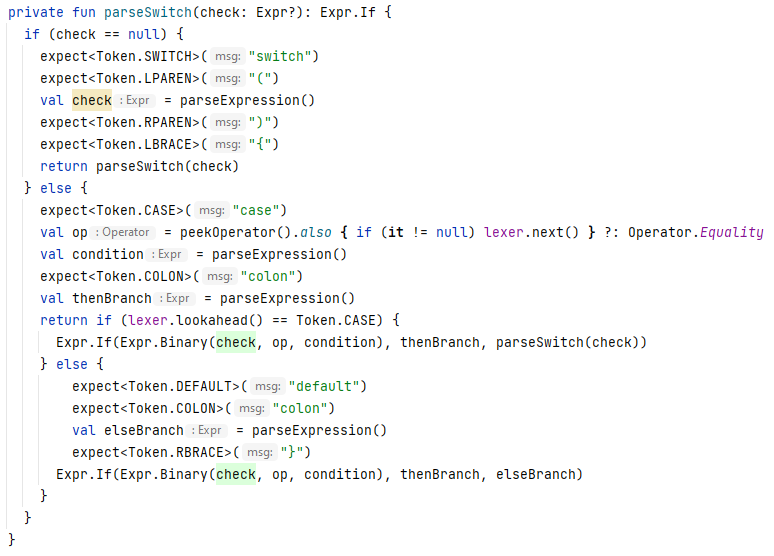 private fun parseSwitch(check: Expr?): Expr.If {
if (check == null) {
expect<Token.SWITCH>( msg: "switch")
expect<Token.LPAREN>( msg: "(")
val check : Expr = parseExpression()
expect<Token.RPAREN>( msg: ")")
expect<Token.LBRACE>( msg: "{")
return parseSwitch(check)
} else {
expect<Token.CASE>( msg: "case")
val op : Operator = peekOperator().also { if (it != null) lexer.next() } ?: Operator.Equality
val condition : Expr = parseExpression()
expect<Token.COLON>( msg: "colon")
val thenBranch : Expr = parseExpression()
return if (lexer.lookahead() == Token.CASE) {
Expr.If(Expr.Binary(check, op, condition), thenBranch, parseSwitch(check))
} else {
expect<Token.DEFAULT>( msg: "default")
expect<Token.COLON>( msg: "colon")
val elseBranch : Expr = parseExpression()
expect<Token.RBRACE>( msg: "}")
Expr.If(Expr.Binary(check, op, condition), thenBranch, elseBranch)
}
}
}